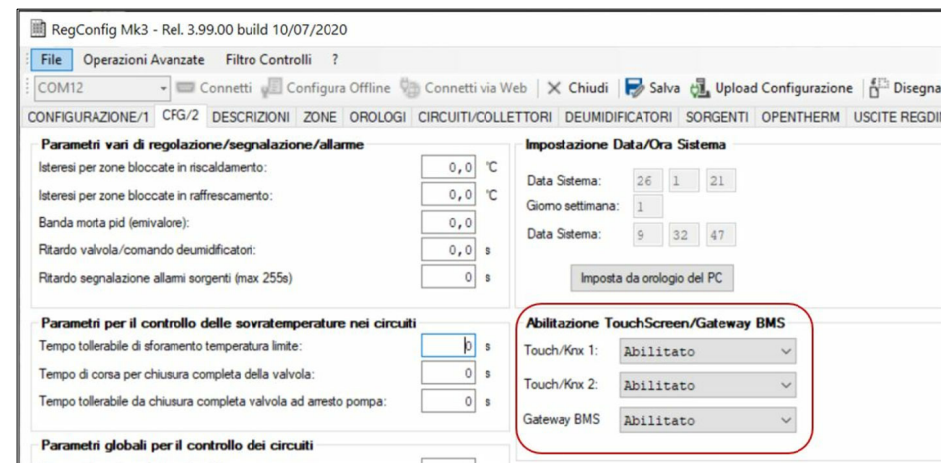 RegConfig Mk3 - Rel. 3.99.00 build 10/07/2020
File Operazioni Avanzate Filtro Controlli ?
COM12 Connetti Configura Offline Connetti via Web Chiudi Salva Upload Configurazione Disegna
CONFIGURAZIONE/1 CFG/2 DESCRIZIONI ZONE OROLOGI CIRCUITI/COLLETTORI DEUMIDIFICATORI SORGENTI OPENTHERM USCITE REGDI
Parametri vari di regolazione/segnalazione/allarme
Isteresi per zone bloccate in riscaldamento: 0,0 °C
Isteresi per zone bloccate in raffrescamento: 0,0 °C
Banda morta pid (emivalore): 0,0
Ritardo valvola/comando deumidificatori: 0,0 s
Ritardo segnalazione allarmi sorgenti (max 255s) 0 s
Impostazione Data/Ora Sistema
Data Sistema: 26 1 21
Giorno settimana: 1
Data Sistema: 9 32 47
Imposta da orologio del PC
Parametri per il controllo delle sovratemperature nei circuiti
Tempo tollerabile di sforamento temperatura limite: 0 s
Tempo di corsa per chiusura completa della valvola: 0 s
Tempo tollerabile da chiusura completa valvola ad arresto pompa: 0 s
Abilitazione TouchScreen/Gateway BMS
Touch/Knx 1: Abilitato
Touch/Knx 2: Abilitato
Gateway BMS Abilitato
Parametri globali per il controllo dei circuiti